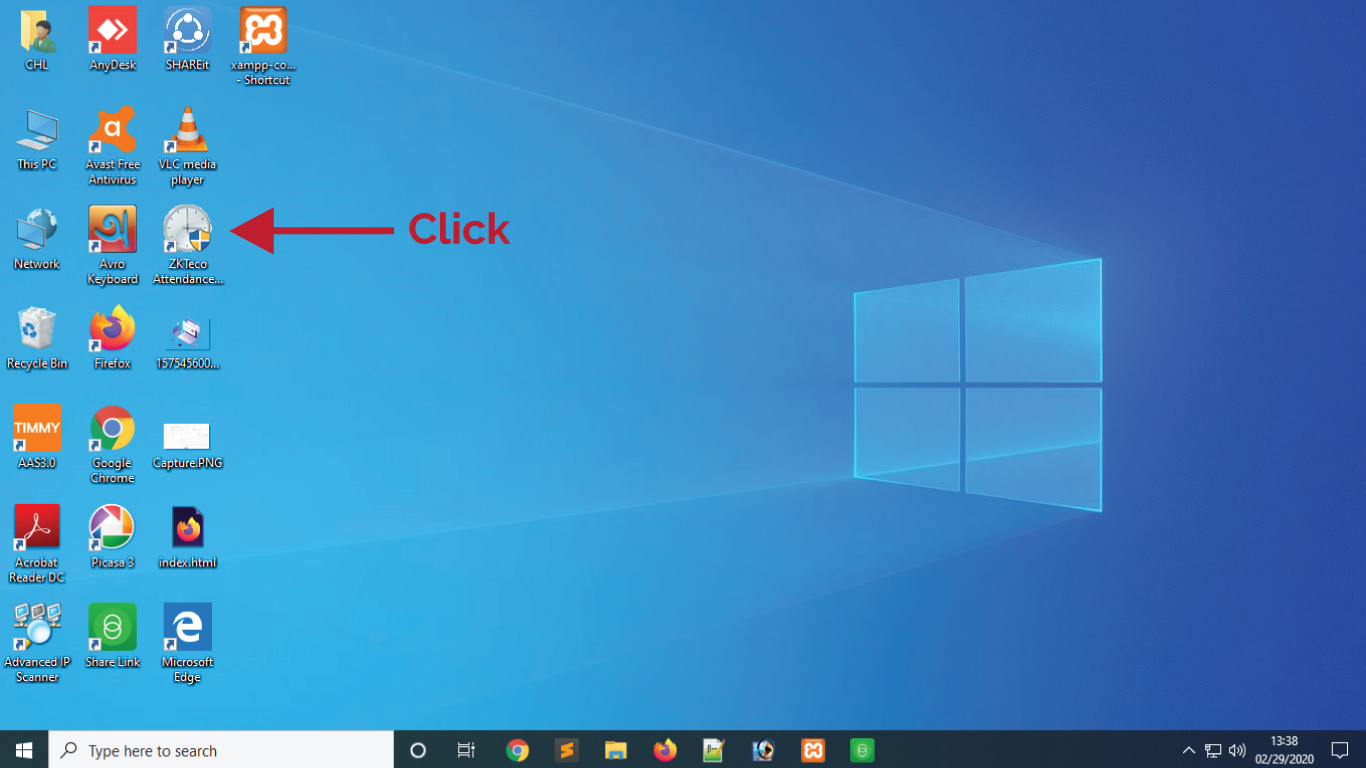 CHL
AnyDesk
SHAREit
xampp-co...
- Shortcut
This PC
Avast Free
Antivirus
VLC media
player
Network
Avro
Keyboard
ZKTeco
Attendance...
Click
Recycle Bin
Firefox
157545600...
TIMMY
AAS3.0
Google
Chrome
Capture.PNG
Acrobat
Reader DC
Picasa 3
index.html
Advanced IP
Scanner
Share Link
Microsoft
Edge
Type here to search
13:38
02/29/2020